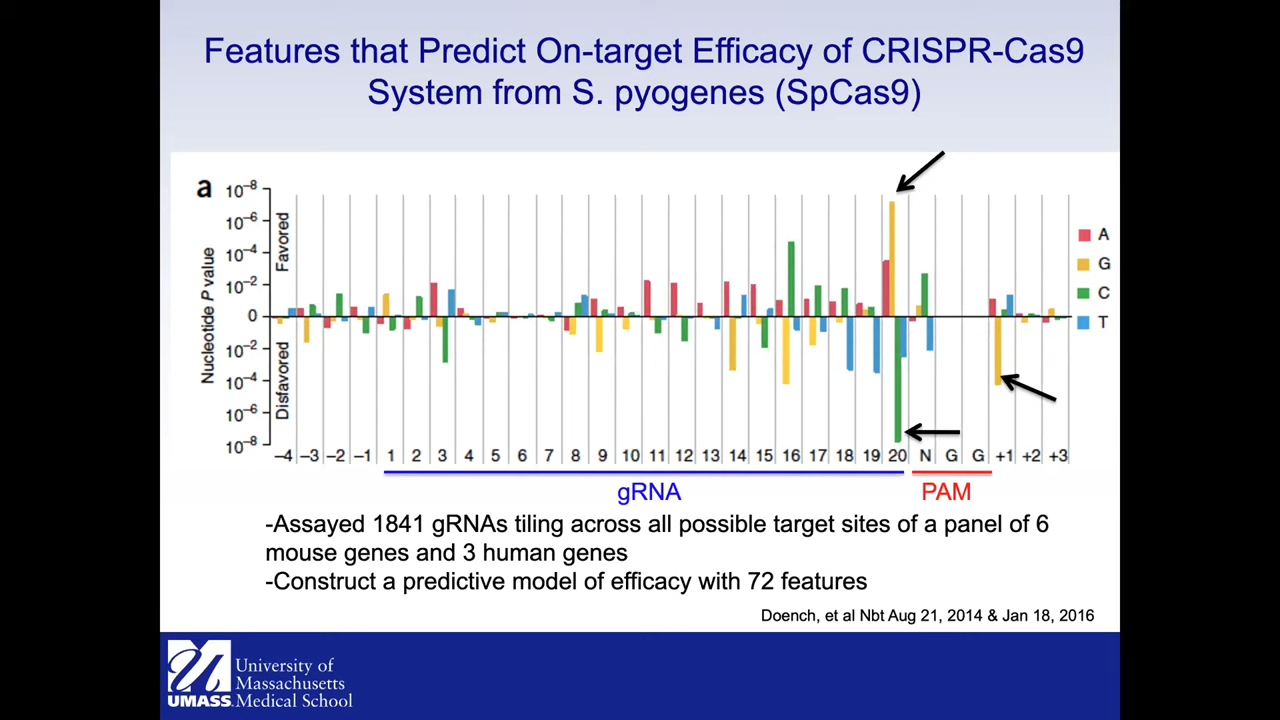 Features that Predict On-target Efficacy of CRISPR-Cas9
System from S. pyogenes (SpCas9)
a
10⁻⁸
10⁻⁶
10⁻⁴
10⁻²
0
10⁻²
10⁻⁴
10⁻⁶
10⁻⁸
Nucleotide P value
Favored
Disfavored
A
G
C
T
–4 –3 –2 –1 1 2 3 4 5 6 7 8 9 10 11 12 13 14 15 16 17 18 19 20 N G G +1 +2 +3
gRNA PAM
-Assayed 1841 gRNAs tiling across all possible target sites of a panel of 6
mouse genes and 3 human genes
-Construct a predictive model of efficacy with 72 features
Doench, et al Nbt Aug 21, 2014 & Jan 18, 2016
UMASS
University of
Massachusetts
Medical School